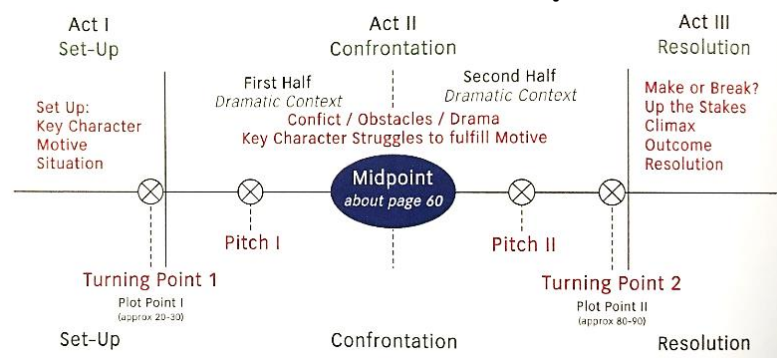 Act I
Set-Up
Act II
Confrontation
Act III
Resolution
First Half
Dramatic Context
Second Half
Dramatic Context
Set Up:
Key Character
Motive
Situation
Confict / Obstacles / Drama
Key Character Struggles to fulfill Motive
Make or Break?
Up the Stakes
Climax
Outcome
Resolution
Midpoint
about page 60
Pitch I
Pitch II
Turning Point 1
Plot Point I
(approx 20-30)
Turning Point 2
Plot Point II
(approx 80-90)
Set-Up
Confrontation
Resolution